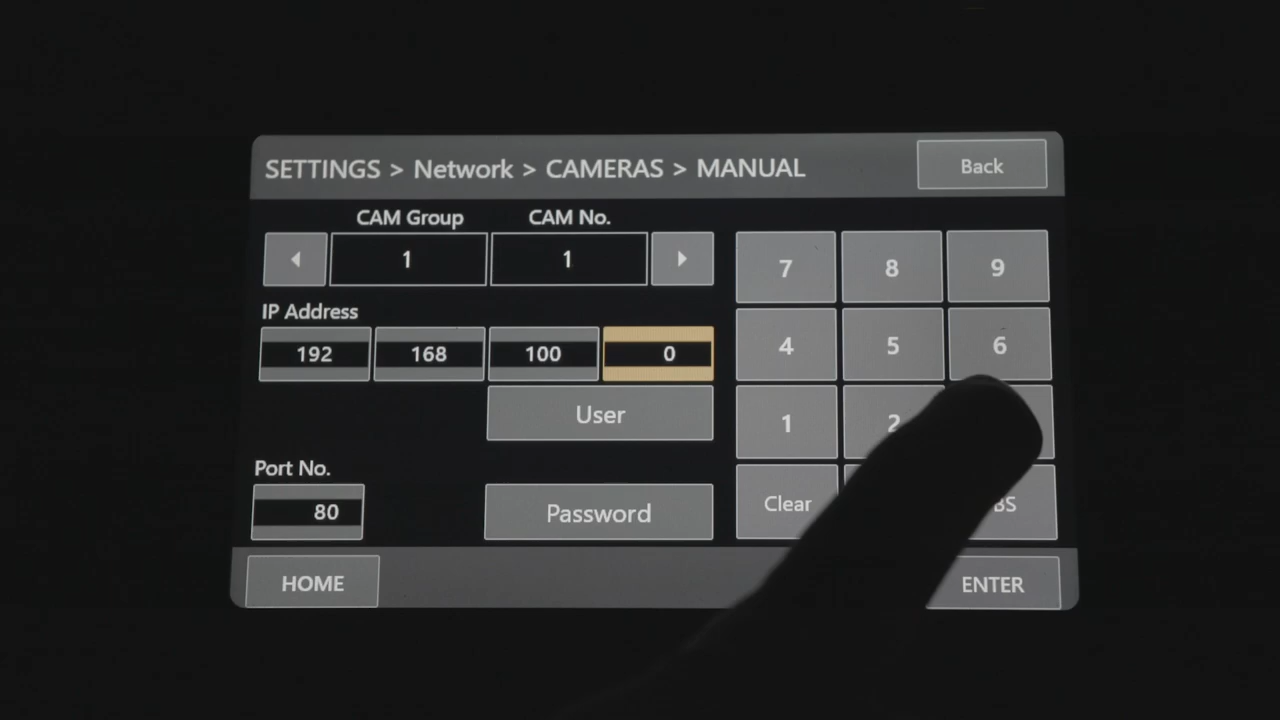 SETTINGS > Network > CAMERAS > MANUAL
Back
CAM Group
CAM No.
1
1
7
8
9
IP Address
192
168
100
0
4
5
6
User
1
2
Port No.
80
Password
Clear
BS
HOME
ENTER